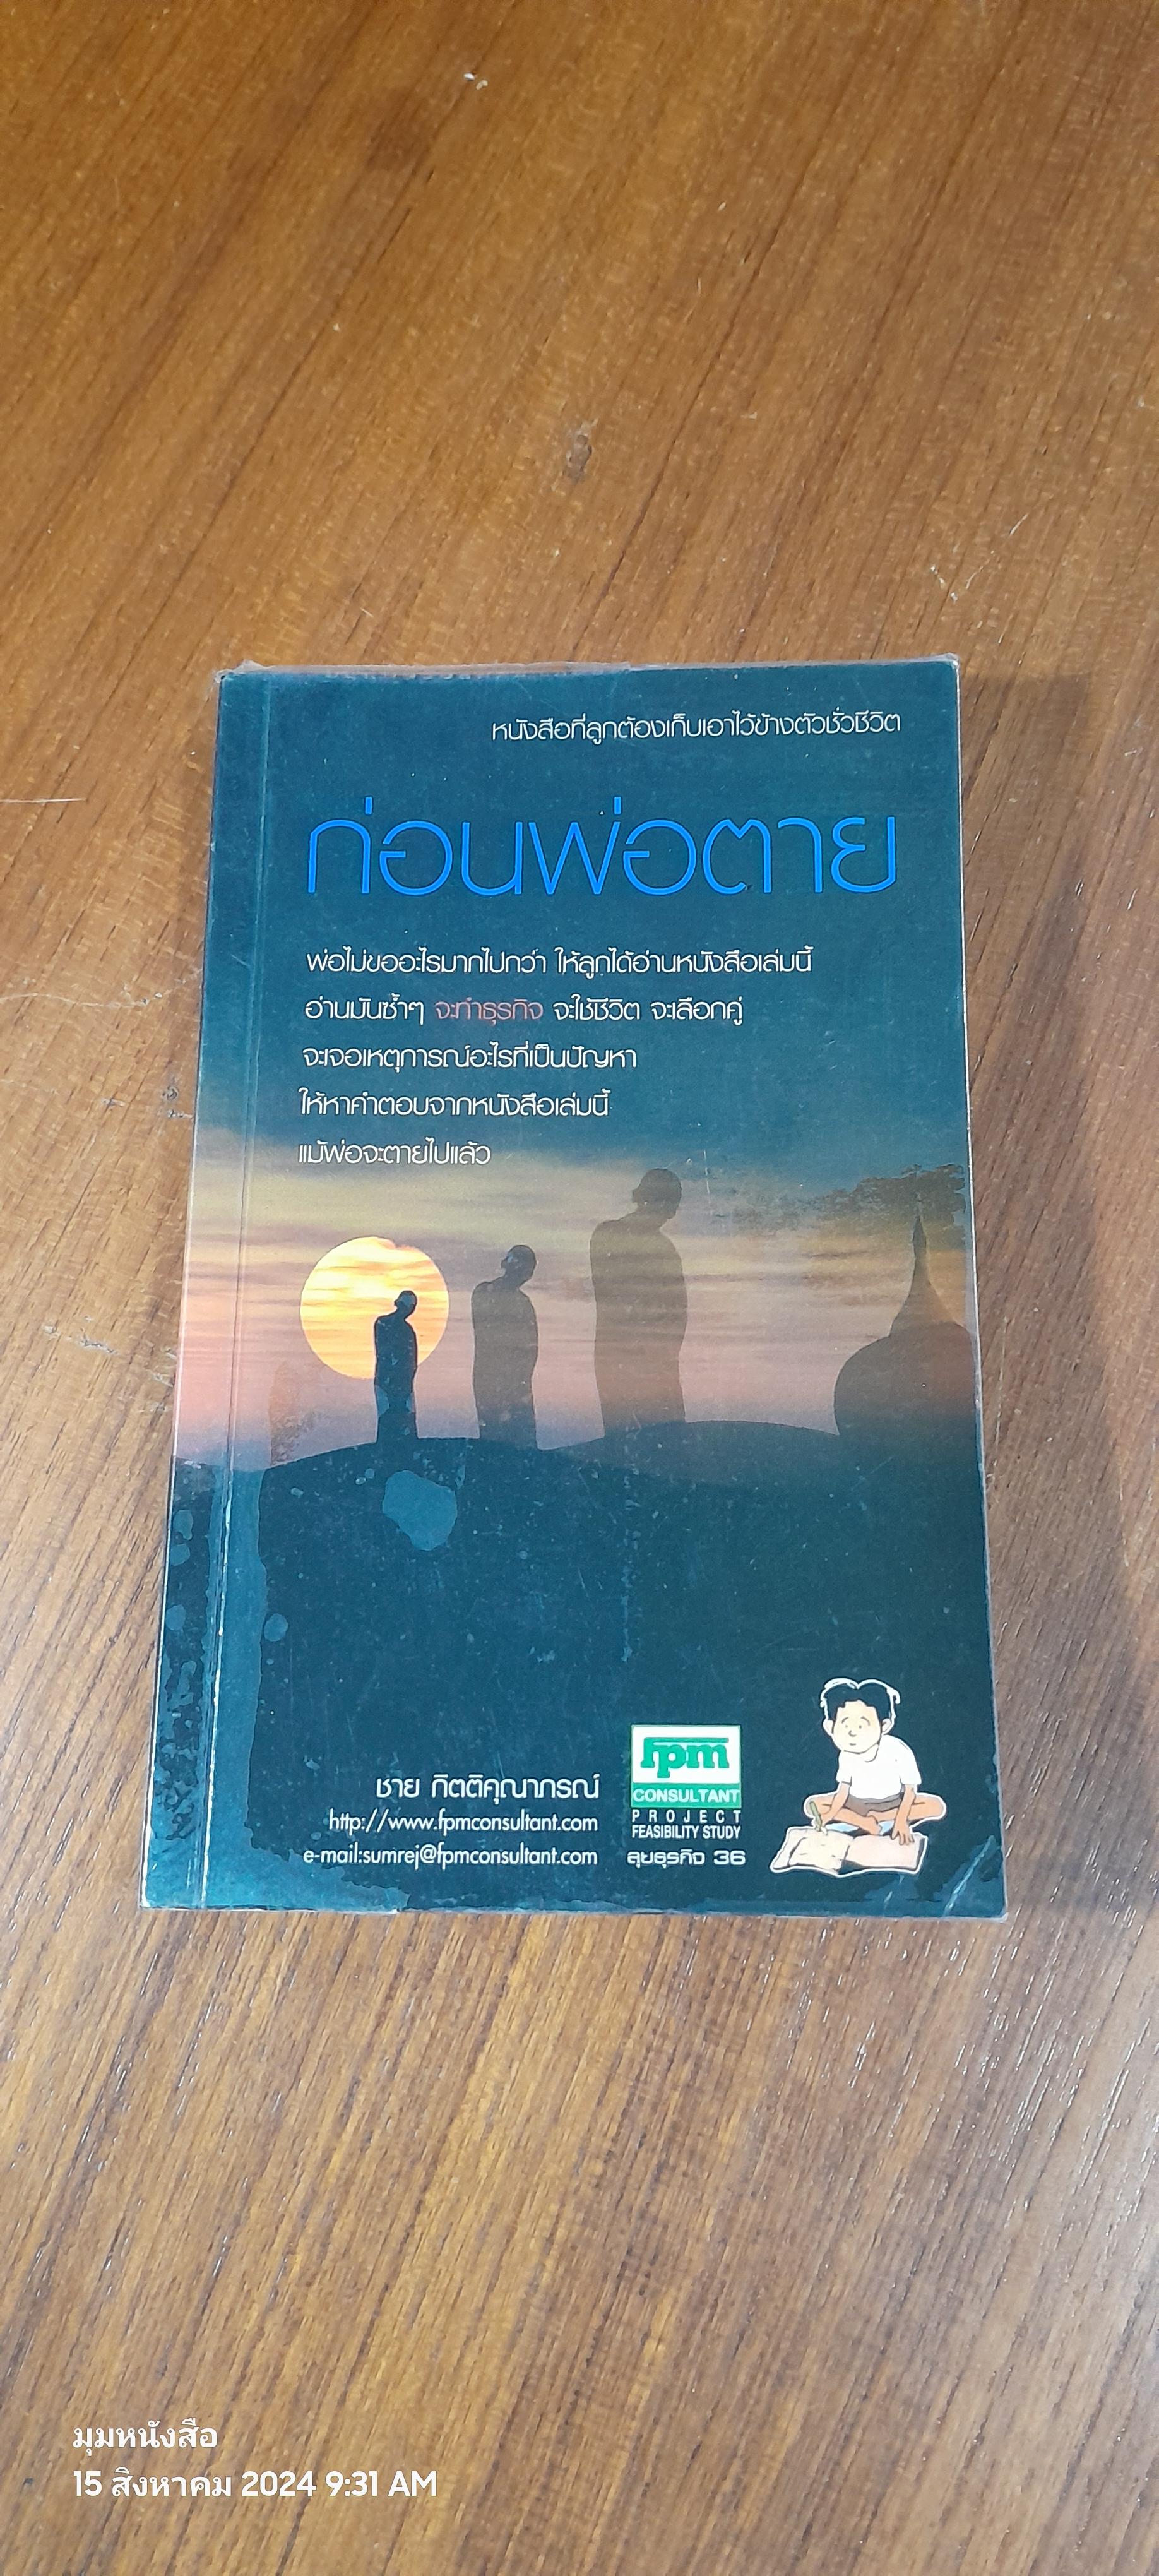 หนังสือที่ลูกต้องเก็บเอาไว้ข้างตัวชั่วชีวิต
ก่อนพ่อตาย
พ่อไม่ขออะไรมากไปกว่า ให้ลูกได้อ่านหนังสือเล่มนี้
อ่านมันซ้ำๆ จะทำธุรกิจ จะใช้ชีวิต จะเลือกคู่
จะเจอเหตุการณ์อะไรที่เป็นปัญหา
ให้หาคำตอบจากหนังสือเล่มนี้
แม้พ่อจะตายไปแล้ว
ชาย กิตติคุณาภรณ์
http://www.fpmconsultant.com
e-mail:sumrej@fpmconsultant.com
fpm
CONSULTANT
PROJECT
FEASIBILITY STUDY
ลุยธุรกิจ 36
มุมหนังสือ
15 สิงหาคม 2024 9:31 AM